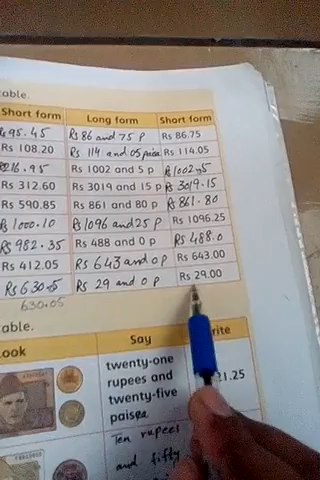 able.
Short form Long form Short form
Rs 95.45 Rs 86 and 75 p Rs 86.75
Rs 108.20 Rs 114 and 05 paisa Rs 114.05
Rs 216.95 Rs 1002 and 5 p Rs 1002.5
Rs 312.60 Rs 3019 and 15 p Rs 3019.15
Rs 590.85 Rs 861 and 80 p Rs 861.80
Rs 1000.10 Rs 1096 and 25 p Rs 1096.25
Rs 982.35 Rs 488 and 0 p Rs 488.0
Rs 412.05 Rs 643 and 0 p Rs 643.00
Rs 630.5 Rs 29 and 0 p Rs 29.00
630.05
able.
ook Say rite
twenty-one
rupees and 21.25
twenty-five
paisea
Ten rupees
and fifty